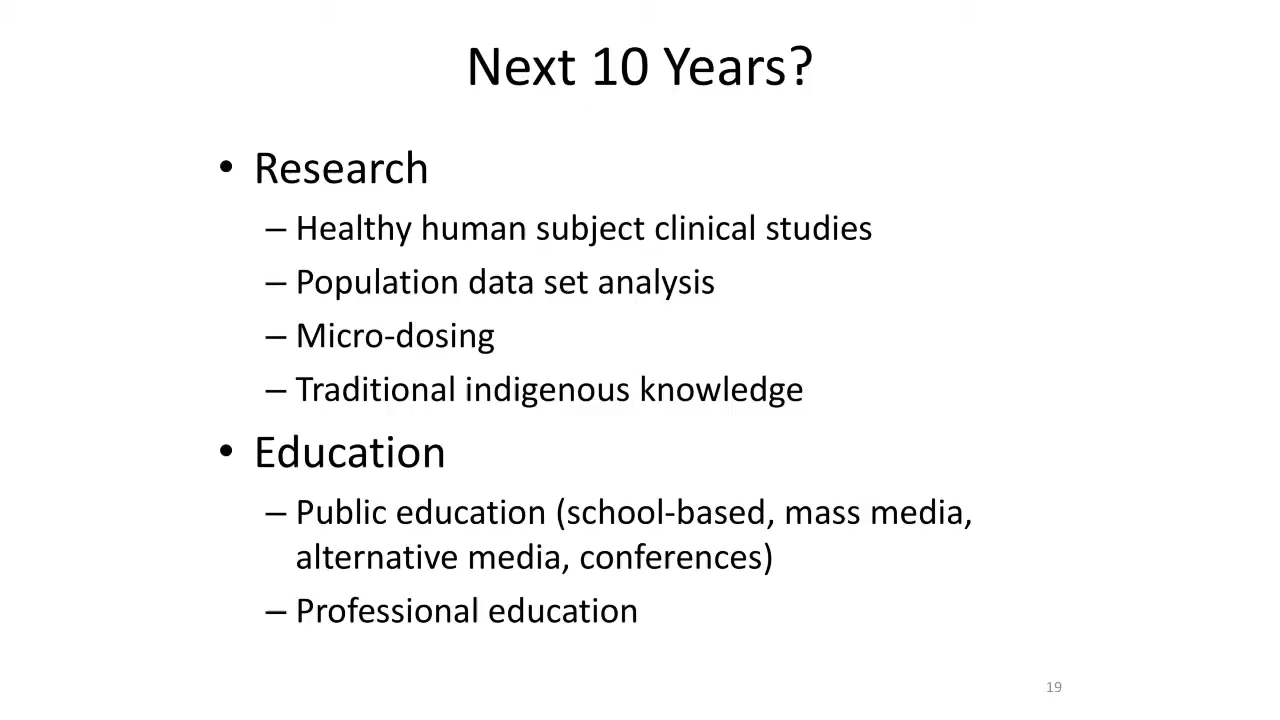 Next 10 Years?
• Research
– Healthy human subject clinical studies
– Population data set analysis
– Micro-dosing
– Traditional indigenous knowledge
• Education
– Public education (school-based, mass media,
alternative media, conferences)
– Professional education
19